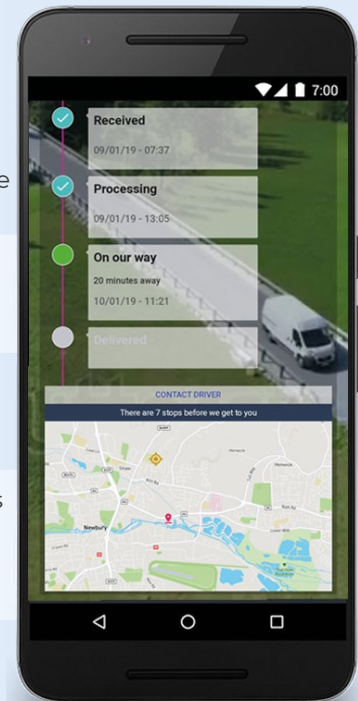 7:00
Received
09/01/19 - 07:37
e
Processing
09/01/19 - 13:05
On our way
20 minutes away
10/01/19 - 11:21
Delivered
CONTACT DRIVER
There are 7 stops before we get to you
Shaw
Newbury
s